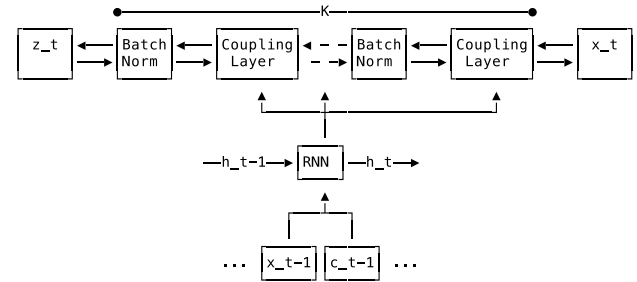 K
z_t Batch Norm Coupling Layer Batch Norm Coupling Layer x_t
h_t-1 RNN h_t
... x_t-1 c_t-1 ...